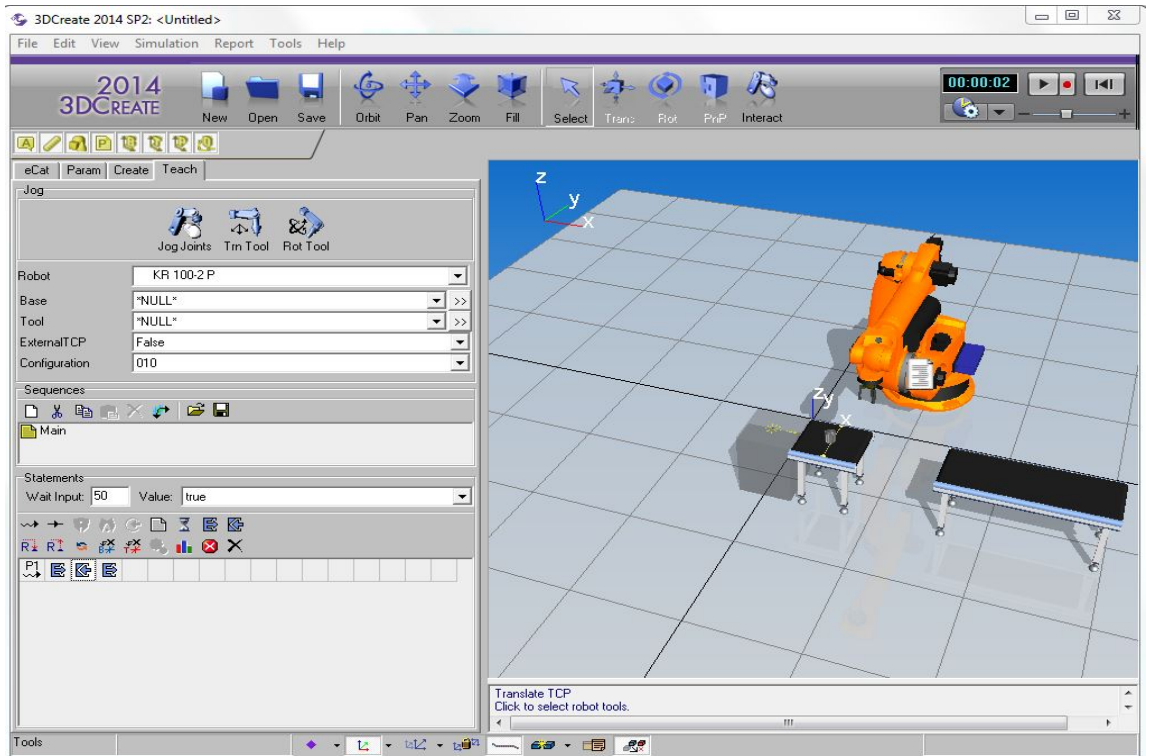 3DCreate 2014 SP2: <Untitled>
File Edit View Simulation Report Tools Help
2014
3DCREATE
New Open Save Orbit Pan Zoom Fill Select Trans Rot PnP Interact
00:00:02
A P
eCat Param Create Teach
Jog
Jog Joints Trn Tool Rot Tool
Robot KR 100-2 P
Base *NULL* >>
Tool *NULL* >>
ExternalTCP False
Configuration 010
Sequences
Main
Statements
Wait Input: 50 Value: true
P1
z
y
x
z
y
x
Translate TCP
Click to select robot tools.
Tools